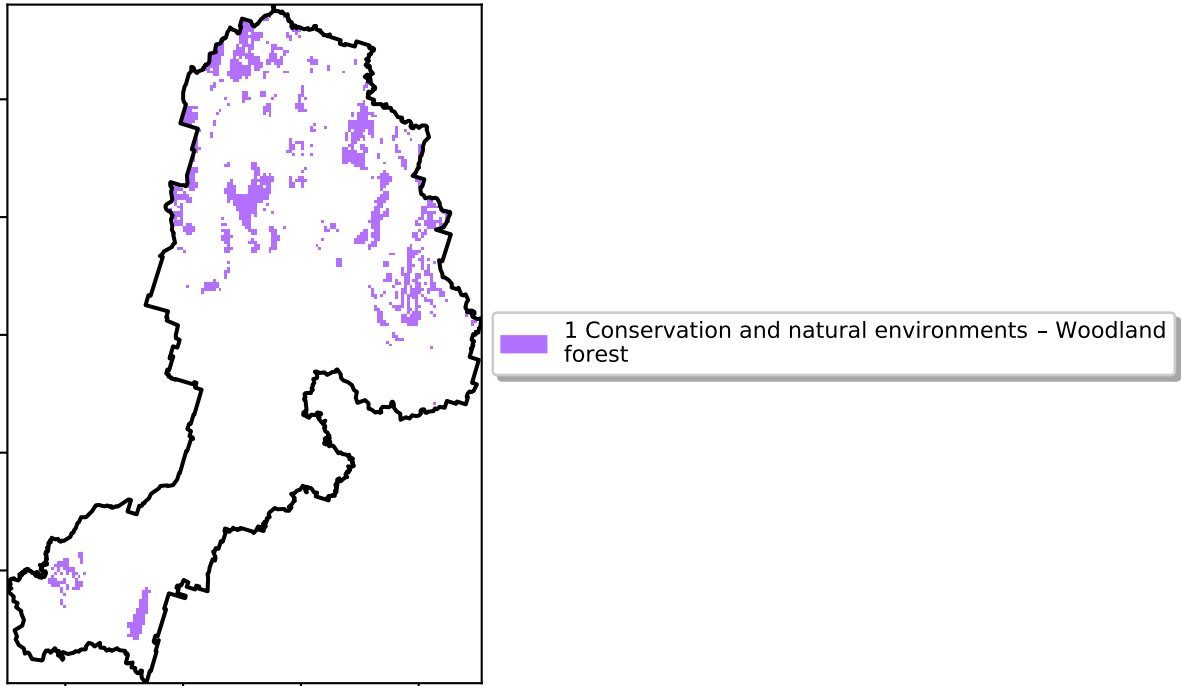 1 Conservation and natural environments – Woodland
forest